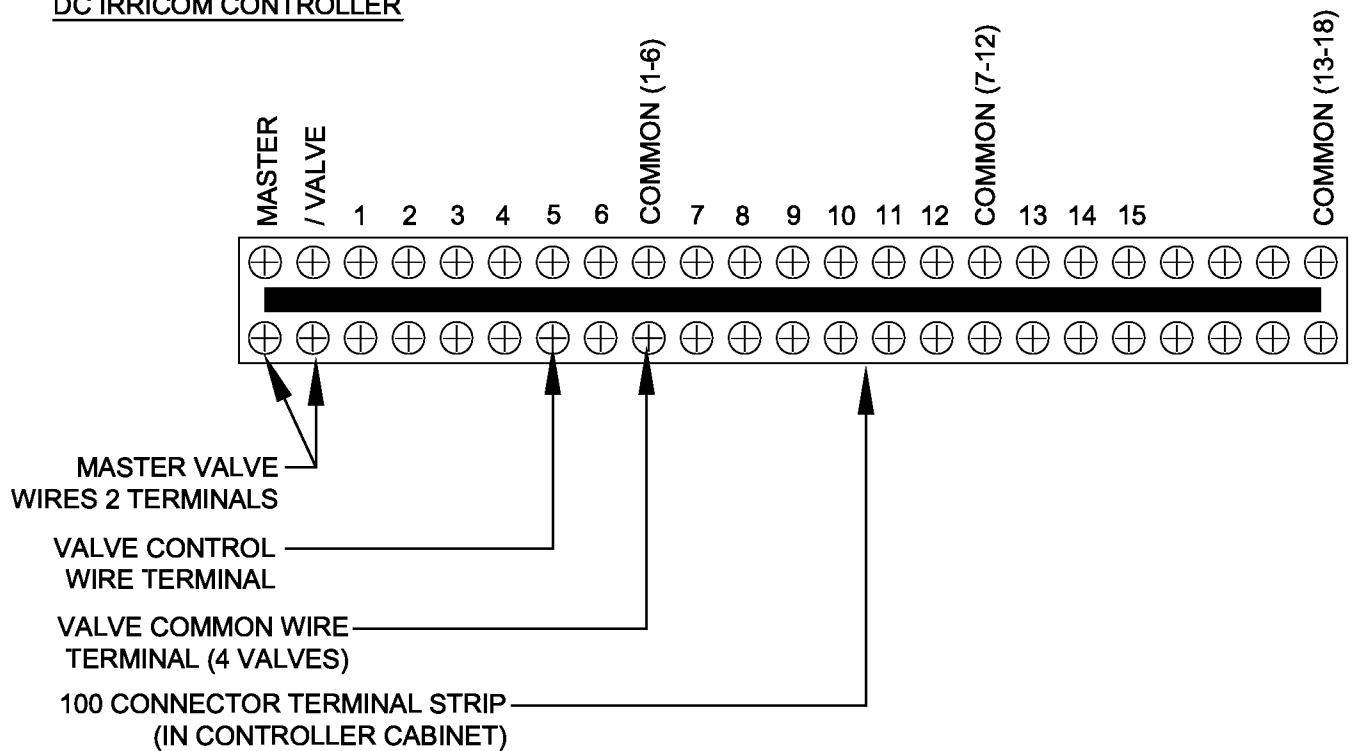 DC IRRICOM CONTROLLER
MASTER
/ VALVE
1 2 3 4 5 6
COMMON (1-6)
7 8 9 10 11 12
COMMON (7-12)
13 14 15
COMMON (13-18)
MASTER VALVE
WIRES 2 TERMINALS
VALVE CONTROL
WIRE TERMINAL
VALVE COMMON WIRE
TERMINAL (4 VALVES)
100 CONNECTOR TERMINAL STRIP
(IN CONTROLLER CABINET)